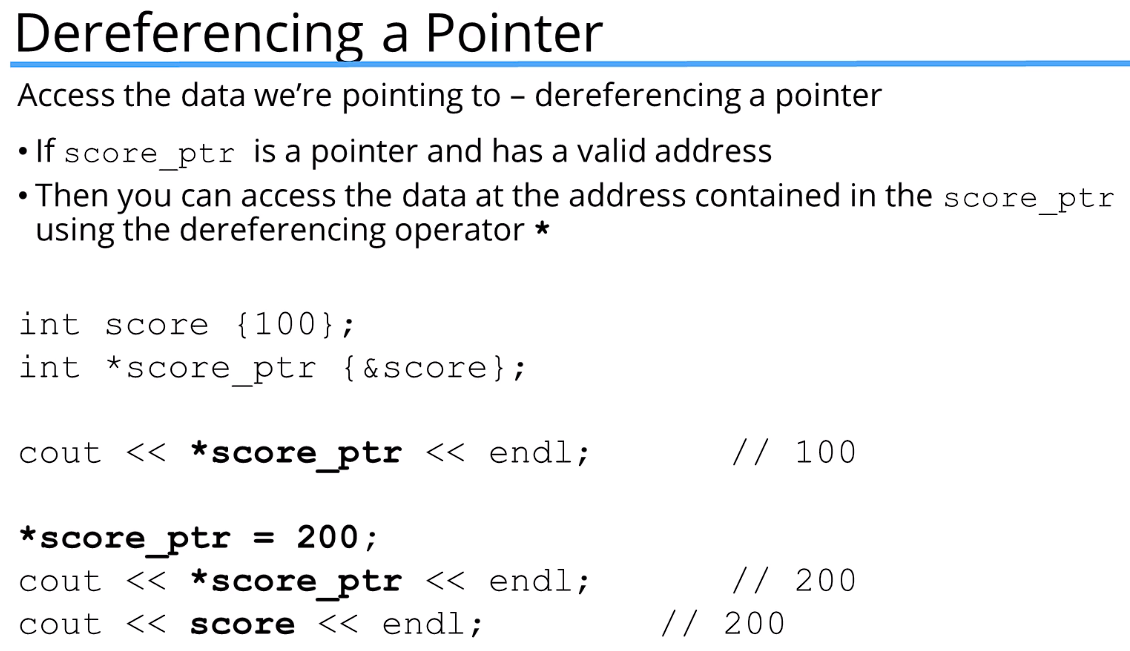 Dereferencing a Pointer
Access the data we’re pointing to – dereferencing a pointer
• If score_ptr is a pointer and has a valid address
• Then you can access the data at the address contained in the score_ptr
using the dereferencing operator *
int score {100};
int *score_ptr {&score};
cout << *score_ptr << endl; // 100
*score_ptr = 200;
cout << *score_ptr << endl; // 200
cout << score << endl; // 200